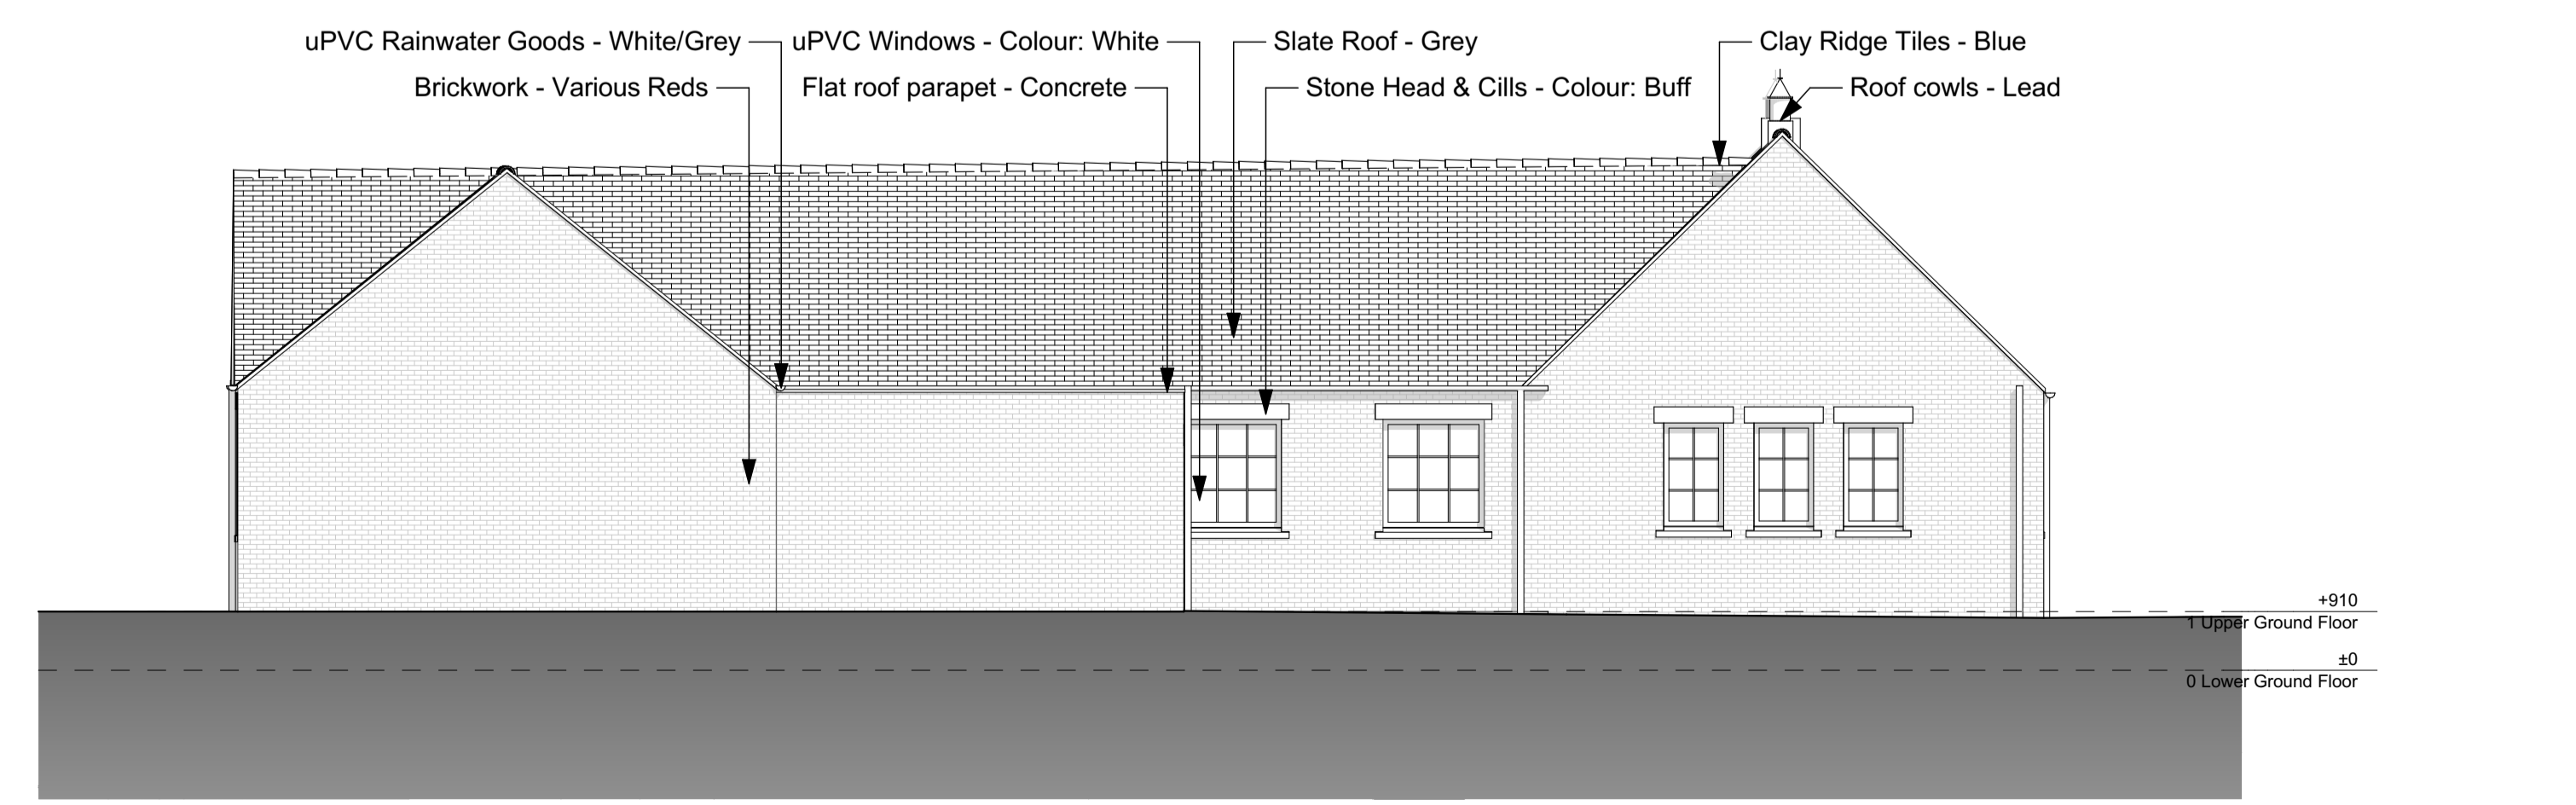 uPVC Rainwater Goods - White/Grey
uPVC Windows - Colour: White
Slate Roof - Grey
Clay Ridge Tiles - Blue
Brickwork - Various Reds
Flat roof parapet - Concrete
Stone Head & Cills - Colour: Buff
Roof cowls - Lead
+910
1 Upper Ground Floor
±0
0 Lower Ground Floor